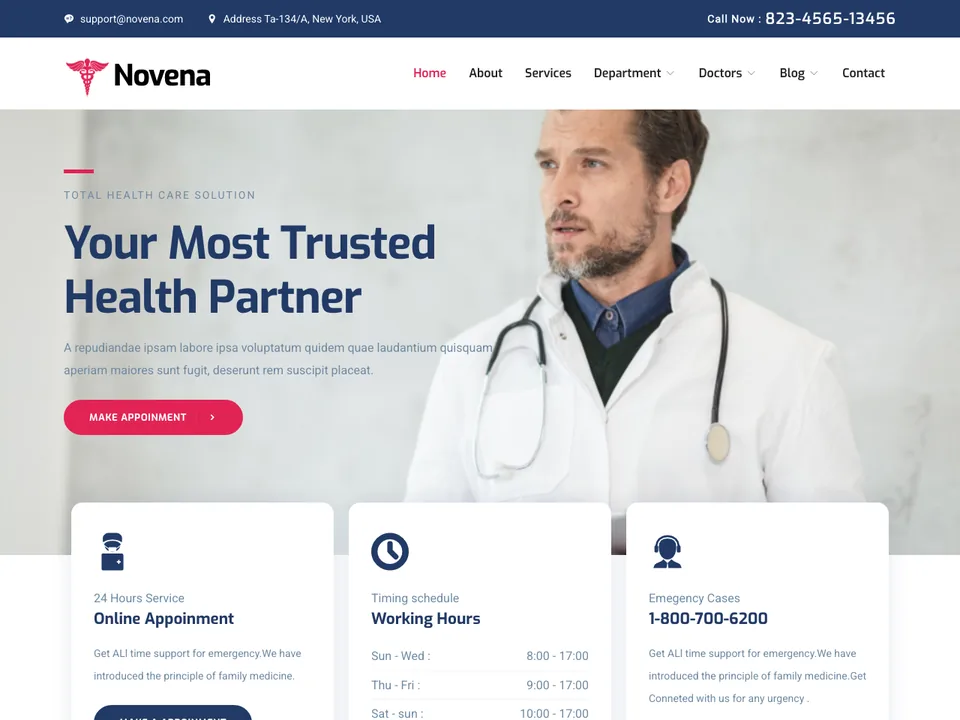 support@novena.com
Address Ta-134/A, New York, USA
Call Now : 823-4565-13456
Novena
Home
About
Services
Department
Doctors
Blog
Contact
TOTAL HEALTH CARE SOLUTION
Your Most Trusted
Health Partner
A repudiandae ipsam labore ipsa voluptatum quidem quae laudantium quisquam
aperiam maiores sunt fugit, deserunt rem suscipit placeat.
MAKE APPOINMENT
24 Hours Service
Online Appoinment
Get ALl time support for emergency.We have
introduced the principle of family medicine.
MAKE A APPOINMENT
Timing schedule
Working Hours
Sun - Wed : 8:00 - 17:00
Thu - Fri : 9:00 - 17:00
Sat - sun : 10:00 - 17:00
Emegency Cases
1-800-700-6200
Get ALl time support for emergency.We have
introduced the principle of family medicine.Get
Conneted with us for any urgency .